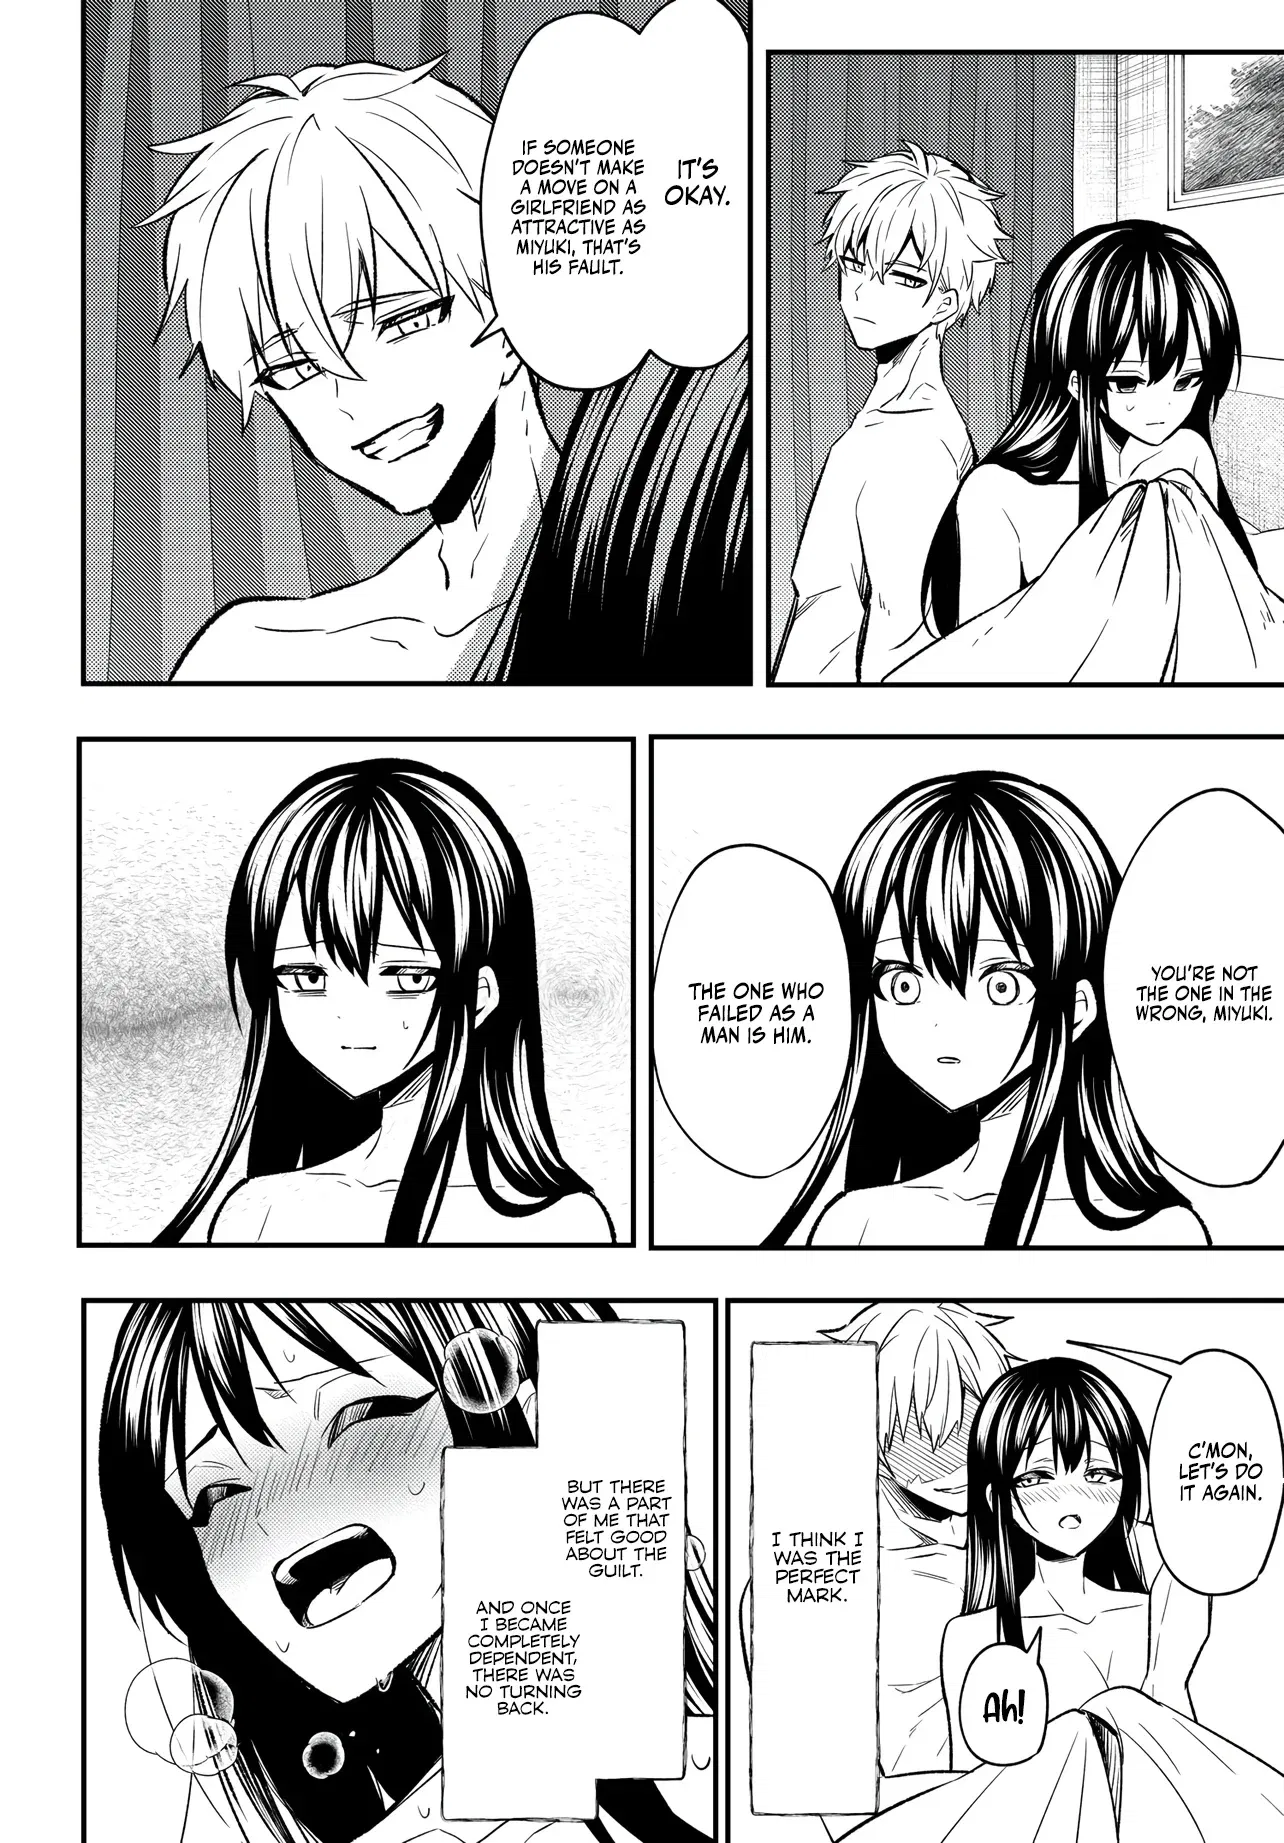 IT'S
OKAY.
IF SOMEONE
DOESN'T MAKE
A MOVE ON A
GIRLFRIEND AS
ATTRACTIVE AS
MIYUKI, THAT'S
HIS FAULT.
YOU'RE NOT
THE ONE IN THE
WRONG, MIYUKI.
THE ONE WHO
FAILED AS A
MAN IS HIM.
C'MON,
LET'S DO
IT AGAIN.
Ah!
I THINK I
WAS THE
PERFECT
MARK.
BUT THERE
WAS A PART
OF ME THAT
FELT GOOD
ABOUT THE
GUILT.
AND ONCE
I BECAME
COMPLETELY
DEPENDENT,
THERE WAS
NO TURNING
BACK.